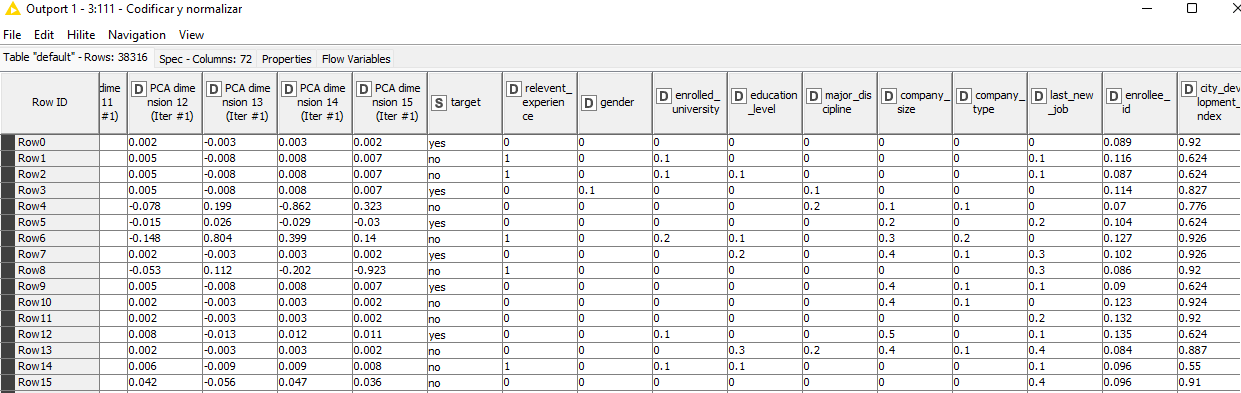 Outport 1 - 3:111 - Codificar y normalizar
File Edit Hilite Navigation View
Table "default" - Rows: 38316 Spec - Columns: 72 Properties Flow Variables
Row ID dime 11 #1) D PCA dimension 12 (Iter #1) D PCA dimension 13 (Iter #1) D PCA dimension 14 (Iter #1) D PCA dimension 15 (Iter #1) S target D relevent_experience D gender D enrolled_university D education_level D major_discipline D company_size D company_type D last_new_job D enrollee_id D city_dev lopment_ ndex
Row0 0.002 -0.003 0.003 0.002 yes 0 0 0 0 0 0 0 0 0.089 0.92
Row1 0.005 -0.008 0.008 0.007 no 1 0 0.1 0 0 0 0 0.1 0.116 0.624
Row2 0.005 -0.008 0.008 0.007 no 1 0 0.1 0.1 0 0 0 0.1 0.087 0.624
Row3 0.005 -0.008 0.008 0.007 yes 0 0.1 0 0 0.1 0 0 0 0.114 0.827
Row4 -0.078 0.199 -0.862 0.323 no 0 0 0 0 0.2 0.1 0.1 0 0.07 0.776
Row5 -0.015 0.026 -0.029 -0.03 yes 0 0 0 0 0 0.2 0 0.2 0.104 0.624
Row6 -0.148 0.804 0.399 0.14 no 1 0 0.2 0.1 0 0.3 0.2 0 0.127 0.926
Row7 0.002 -0.003 0.003 0.002 yes 0 0 0 0.2 0 0.4 0.1 0.3 0.102 0.926
Row8 -0.053 0.112 -0.202 -0.923 no 1 0 0 0 0 0 0 0.3 0.086 0.92
Row9 0.005 -0.008 0.008 0.007 yes 0 0 0 0 0 0.4 0.1 0.1 0.09 0.624
Row10 0.002 -0.003 0.003 0.002 no 0 0 0 0 0 0.4 0.1 0 0.123 0.924
Row11 0.002 -0.003 0.003 0.002 no 0 0 0 0 0 0 0 0.2 0.132 0.92
Row12 0.008 -0.013 0.012 0.011 yes 0 0 0.1 0 0 0.5 0 0.1 0.135 0.624
Row13 0.002 -0.003 0.003 0.002 no 0 0 0 0.3 0.2 0.4 0.1 0.4 0.084 0.887
Row14 0.006 -0.009 0.009 0.008 no 1 0 0.1 0.1 0 0 0 0.1 0.096 0.55
Row15 0.042 -0.056 0.047 0.036 no 0 0 0 0 0 0 0 0.4 0.096 0.91